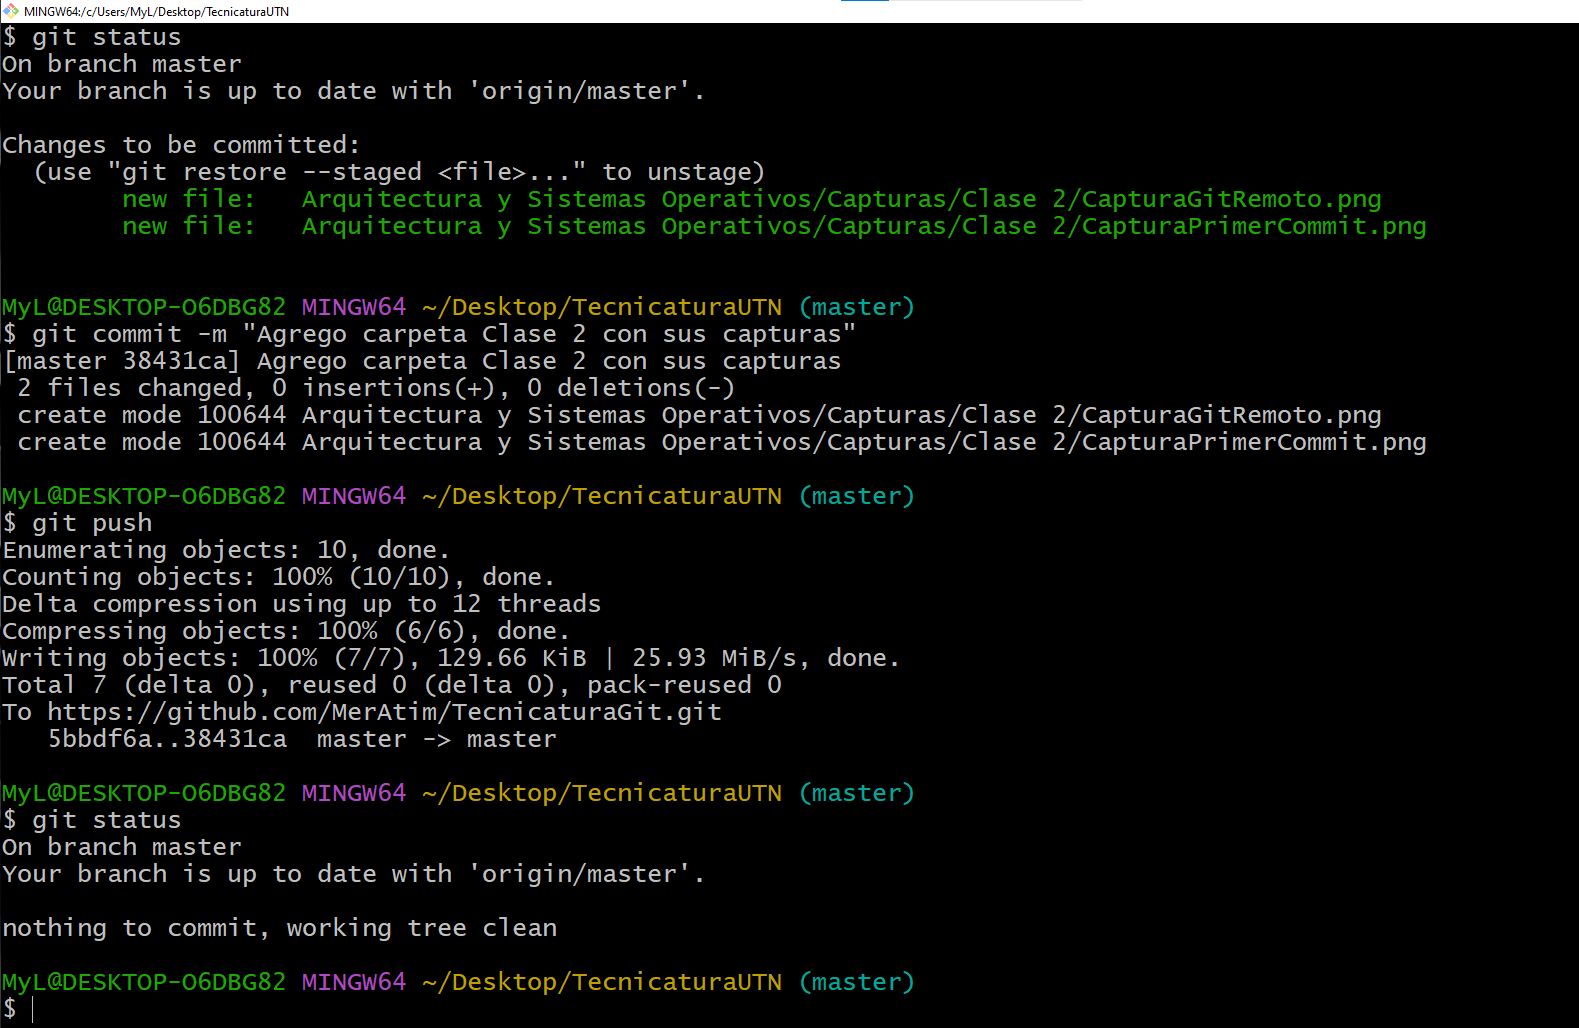 MINGW64:/c/Users/MyL/Desktop/TecnicaturaUTN
$ git status
On branch master
Your branch is up to date with 'origin/master'.
Changes to be committed:
  (use "git restore --staged <file>..." to unstage)
        new file:   Arquitectura y Sistemas Operativos/Capturas/Clase 2/CapturaGitRemoto.png
        new file:   Arquitectura y Sistemas Operativos/Capturas/Clase 2/CapturaPrimerCommit.png
MyL@DESKTOP-O6DBG82 MINGW64 ~/Desktop/TecnicaturaUTN (master)
$ git commit -m "Agrego carpeta Clase 2 con sus capturas"
[master 38431ca] Agrego carpeta Clase 2 con sus capturas
 2 files changed, 0 insertions(+), 0 deletions(-)
 create mode 100644 Arquitectura y Sistemas Operativos/Capturas/Clase 2/CapturaGitRemoto.png
 create mode 100644 Arquitectura y Sistemas Operativos/Capturas/Clase 2/CapturaPrimerCommit.png
MyL@DESKTOP-O6DBG82 MINGW64 ~/Desktop/TecnicaturaUTN (master)
$ git push
Enumerating objects: 10, done.
Counting objects: 100% (10/10), done.
Delta compression using up to 12 threads
Compressing objects: 100% (6/6), done.
Writing objects: 100% (7/7), 129.66 KiB | 25.93 MiB/s, done.
Total 7 (delta 0), reused 0 (delta 0), pack-reused 0
To https://github.com/MerAtim/TecnicaturaGit.git
   5bbdf6a..38431ca  master -> master
MyL@DESKTOP-O6DBG82 MINGW64 ~/Desktop/TecnicaturaUTN (master)
$ git status
On branch master
Your branch is up to date with 'origin/master'.
nothing to commit, working tree clean
MyL@DESKTOP-O6DBG82 MINGW64 ~/Desktop/TecnicaturaUTN (master)
$